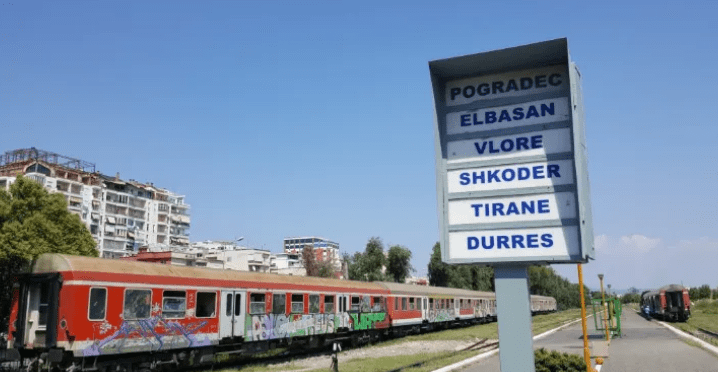 POGRADEC
ELBASAN
VLORE
SHKODER
TIRANE
DURRES